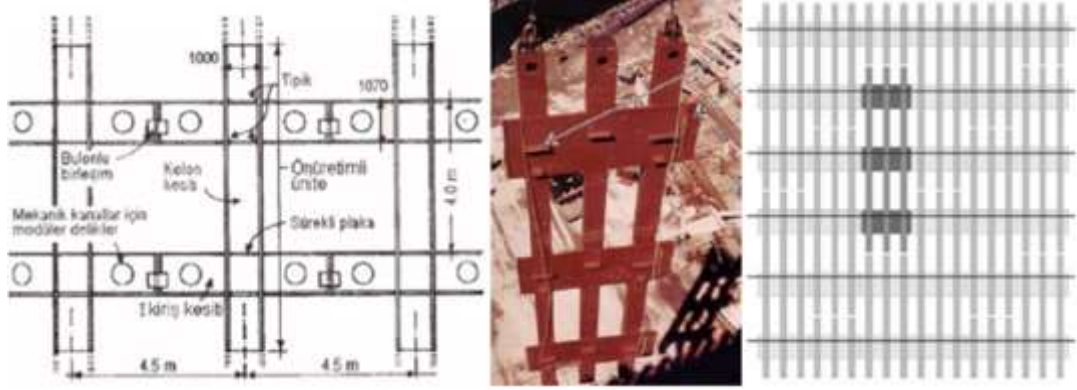 1000
Tipik
1070
Bulonlu
birleşim
Kolon
kesiti
Önüretimli
ünite
4.0 m
Mekanik kanallar için
modüler delikler
Sürekli plaka
I kiriş kesiti
4.5 m
4.5 m